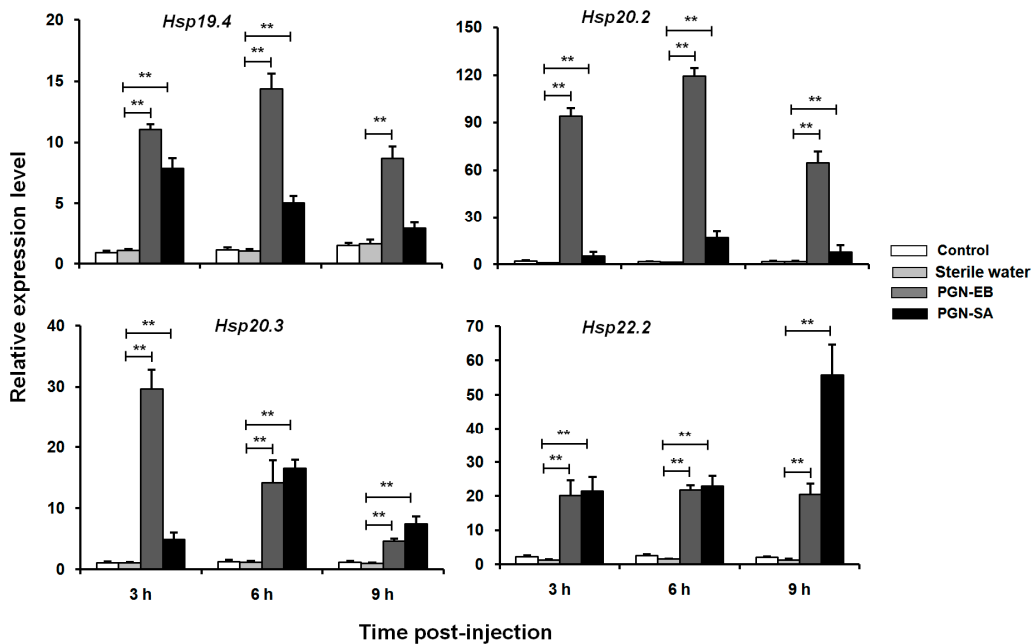 Hsp19.4
Hsp20.2
20
15
10
5
0
**
**
**
**
**
150
120
90
60
30
0
**
**
**
**
**
**
Relative expression level
Control
Sterile water
PGN-EB
PGN-SA
Hsp20.3
Hsp22.2
40
30
20
10
0
**
**
**
**
**
**
3 h
6 h
9 h
70
60
50
40
30
20
10
0
**
**
**
**
**
**
3 h
6 h
9 h
Time post-injection